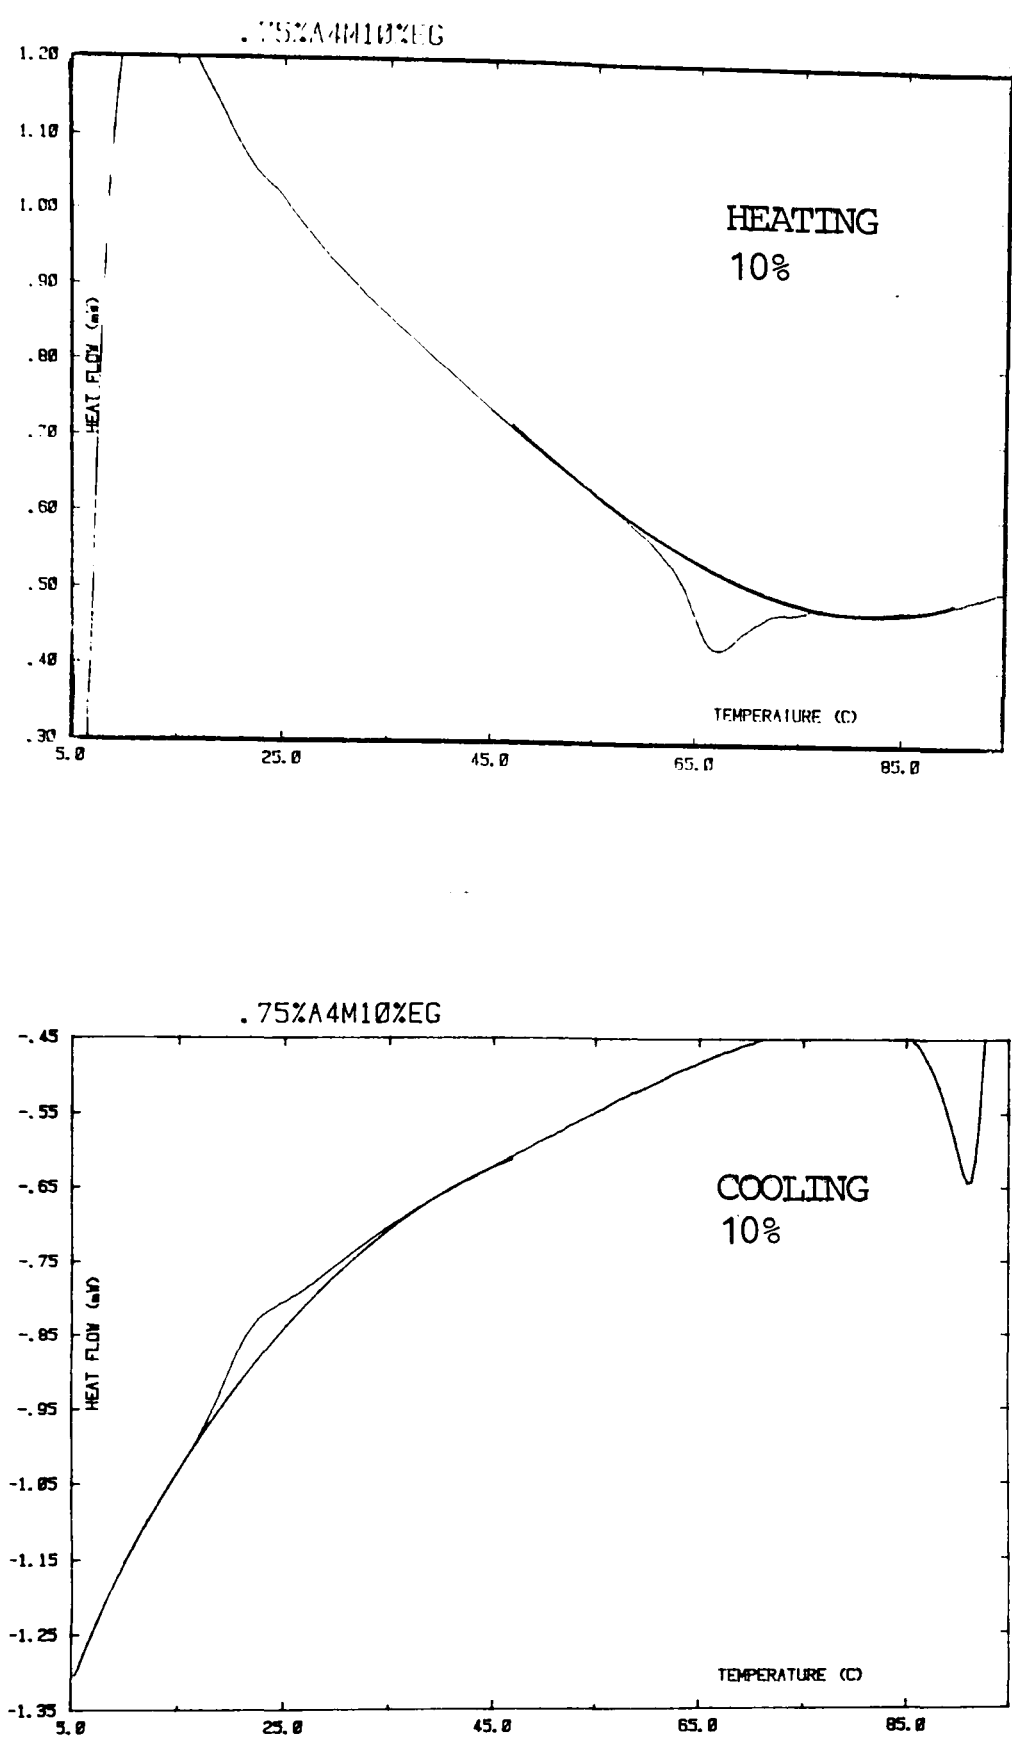 .75%A4M10%EG
1.20
1.10
1.00
.90
.80
.70
.60
.50
.40
.30
HEAT FLOW (mW)
HEATING
10%
TEMPERATURE (C)
5.0 25.0 45.0 65.0 85.0
.75%A4M10%EG
-.45
-.55
-.65
-.75
-.85
-.95
-1.05
-1.15
-1.25
-1.35
HEAT FLOW (mW)
COOLING
10%
TEMPERATURE (C)
5.0 25.0 45.0 65.0 85.0